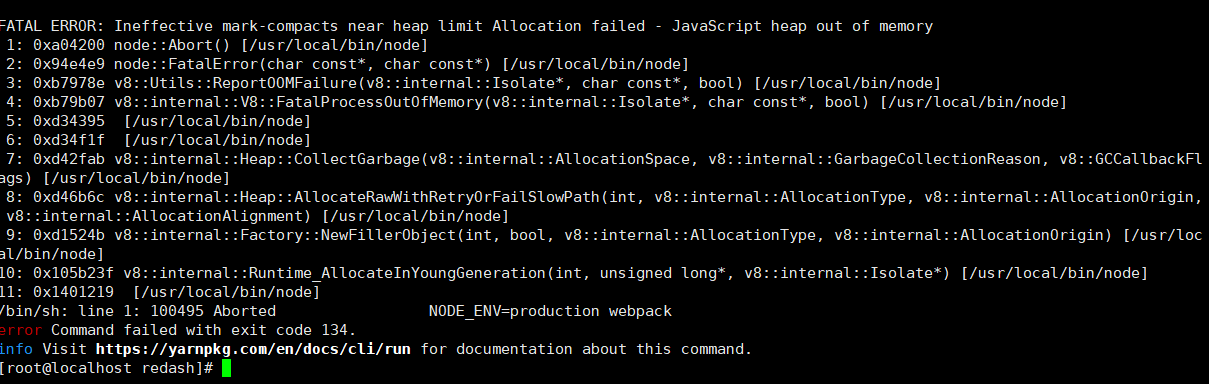 FATAL ERROR: Ineffective mark-compacts near heap limit Allocation failed - JavaScript heap out of memory
1: 0xa04200 node::Abort() [/usr/local/bin/node]
2: 0x94e4e9 node::FatalError(char const*, char const*) [/usr/local/bin/node]
3: 0xb7978e v8::Utils::ReportOOMFailure(v8::internal::Isolate*, char const*, bool) [/usr/local/bin/node]
4: 0xb79b07 v8::internal::V8::FatalProcessOutOfMemory(v8::internal::Isolate*, char const*, bool) [/usr/local/bin/node]
5: 0xd34395  [/usr/local/bin/node]
6: 0xd34f1f  [/usr/local/bin/node]
7: 0xd42fab v8::internal::Heap::CollectGarbage(v8::internal::AllocationSpace, v8::internal::GarbageCollectionReason, v8::GCCallbackFl
ags) [/usr/local/bin/node]
8: 0xd46b6c v8::internal::Heap::AllocateRawWithRetryOrFailSlowPath(int, v8::internal::AllocationType, v8::internal::AllocationOrigin,
v8::internal::AllocationAlignment) [/usr/local/bin/node]
9: 0xd1524b v8::internal::Factory::NewFillerObject(int, bool, v8::internal::AllocationType, v8::internal::AllocationOrigin) [/usr/loc
al/bin/node]
10: 0x105b23f v8::internal::Runtime_AllocateInYoungGeneration(int, unsigned long*, v8::internal::Isolate*) [/usr/local/bin/node]
11: 0x1401219  [/usr/local/bin/node]
/bin/sh: line 1: 100495 Aborted                 NODE_ENV=production webpack
error Command failed with exit code 134.
info Visit https://yarnpkg.com/en/docs/cli/run for documentation about this command.
[root@localhost redash]#